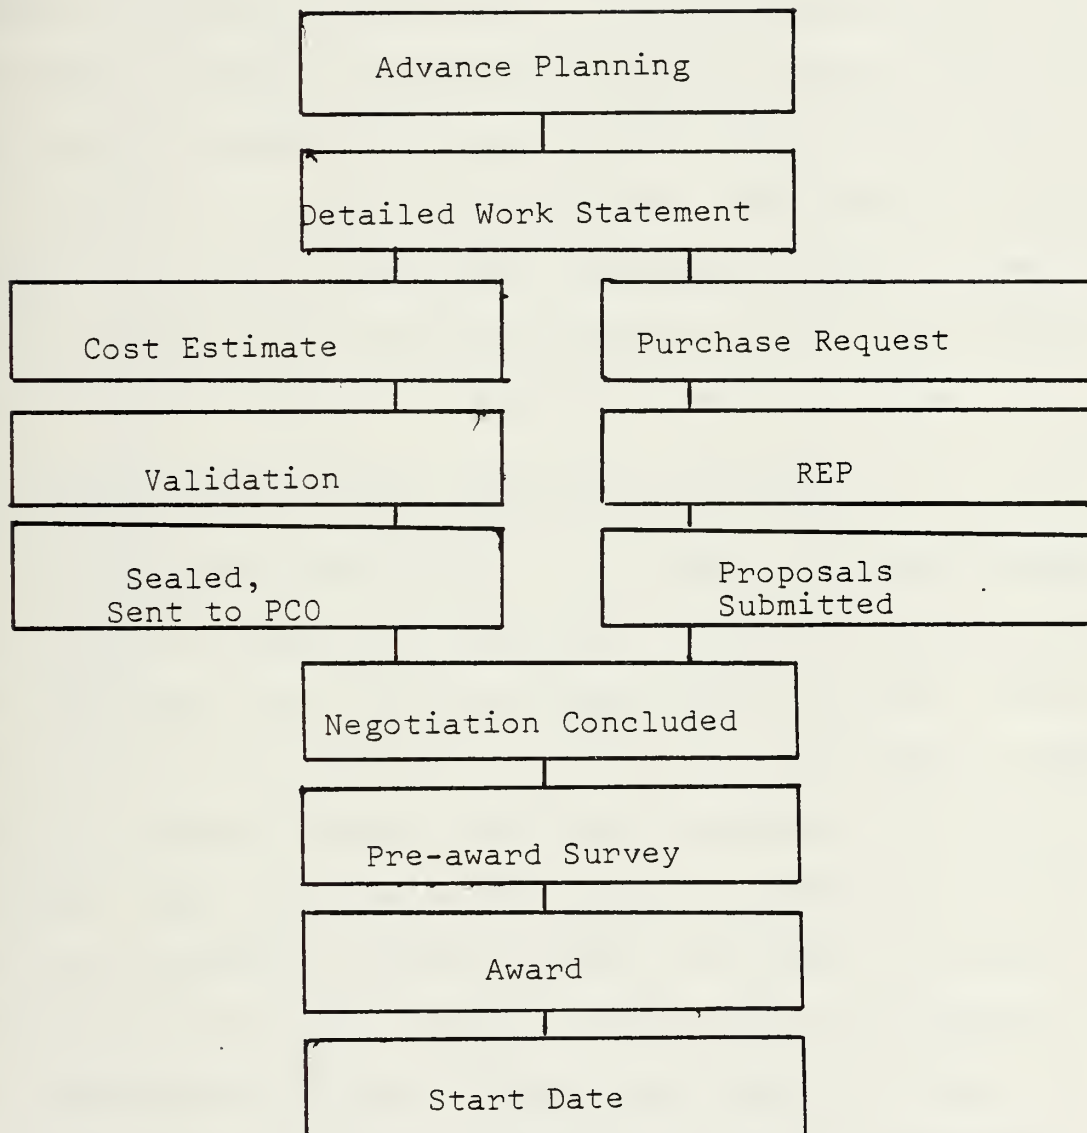 Advance Planning
Detailed Work Statement
Cost Estimate
Purchase Request
Validation
REP
Sealed,
Sent to PCO
Proposals
Submitted
Negotiation Concluded
Pre-award Survey
Award
Start Date